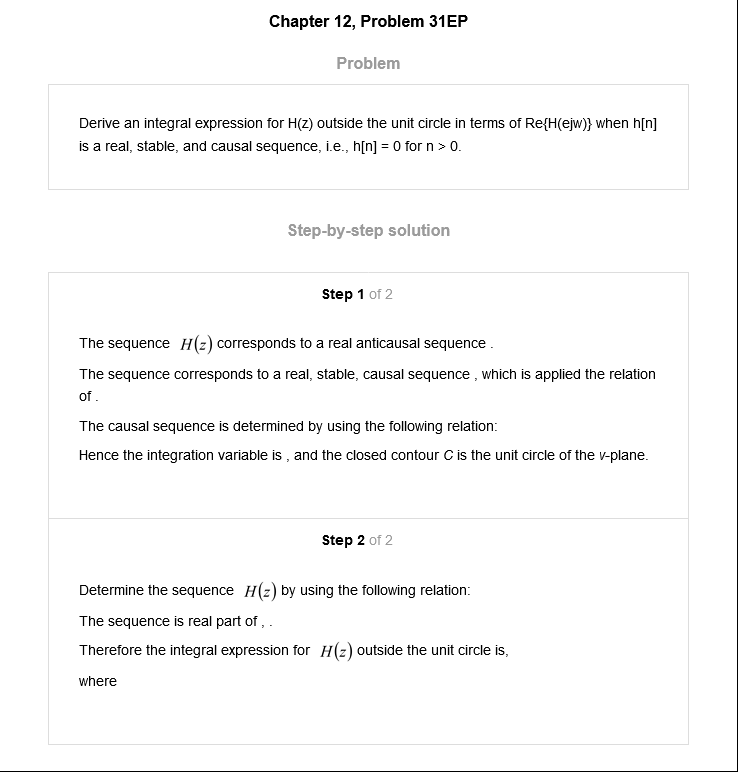 Chapter 12, Problem 31EP
Problem
Derive an integral expression for H(z) outside the unit circle in terms of Re{H(ejw)} when h[n]
is a real, stable, and causal sequence, i.e., h[n] = 0 for n > 0.
Step-by-step solution
Step 1 of 2
The sequence H(z) corresponds to a real anticausal sequence .
The sequence corresponds to a real, stable, causal sequence , which is applied the relation
of .
The causal sequence is determined by using the following relation:
Hence the integration variable is , and the closed contour C is the unit circle of the v-plane.
Step 2 of 2
Determine the sequence H(z) by using the following relation:
The sequence is real part of , .
Therefore the integral expression for H(z) outside the unit circle is,
where